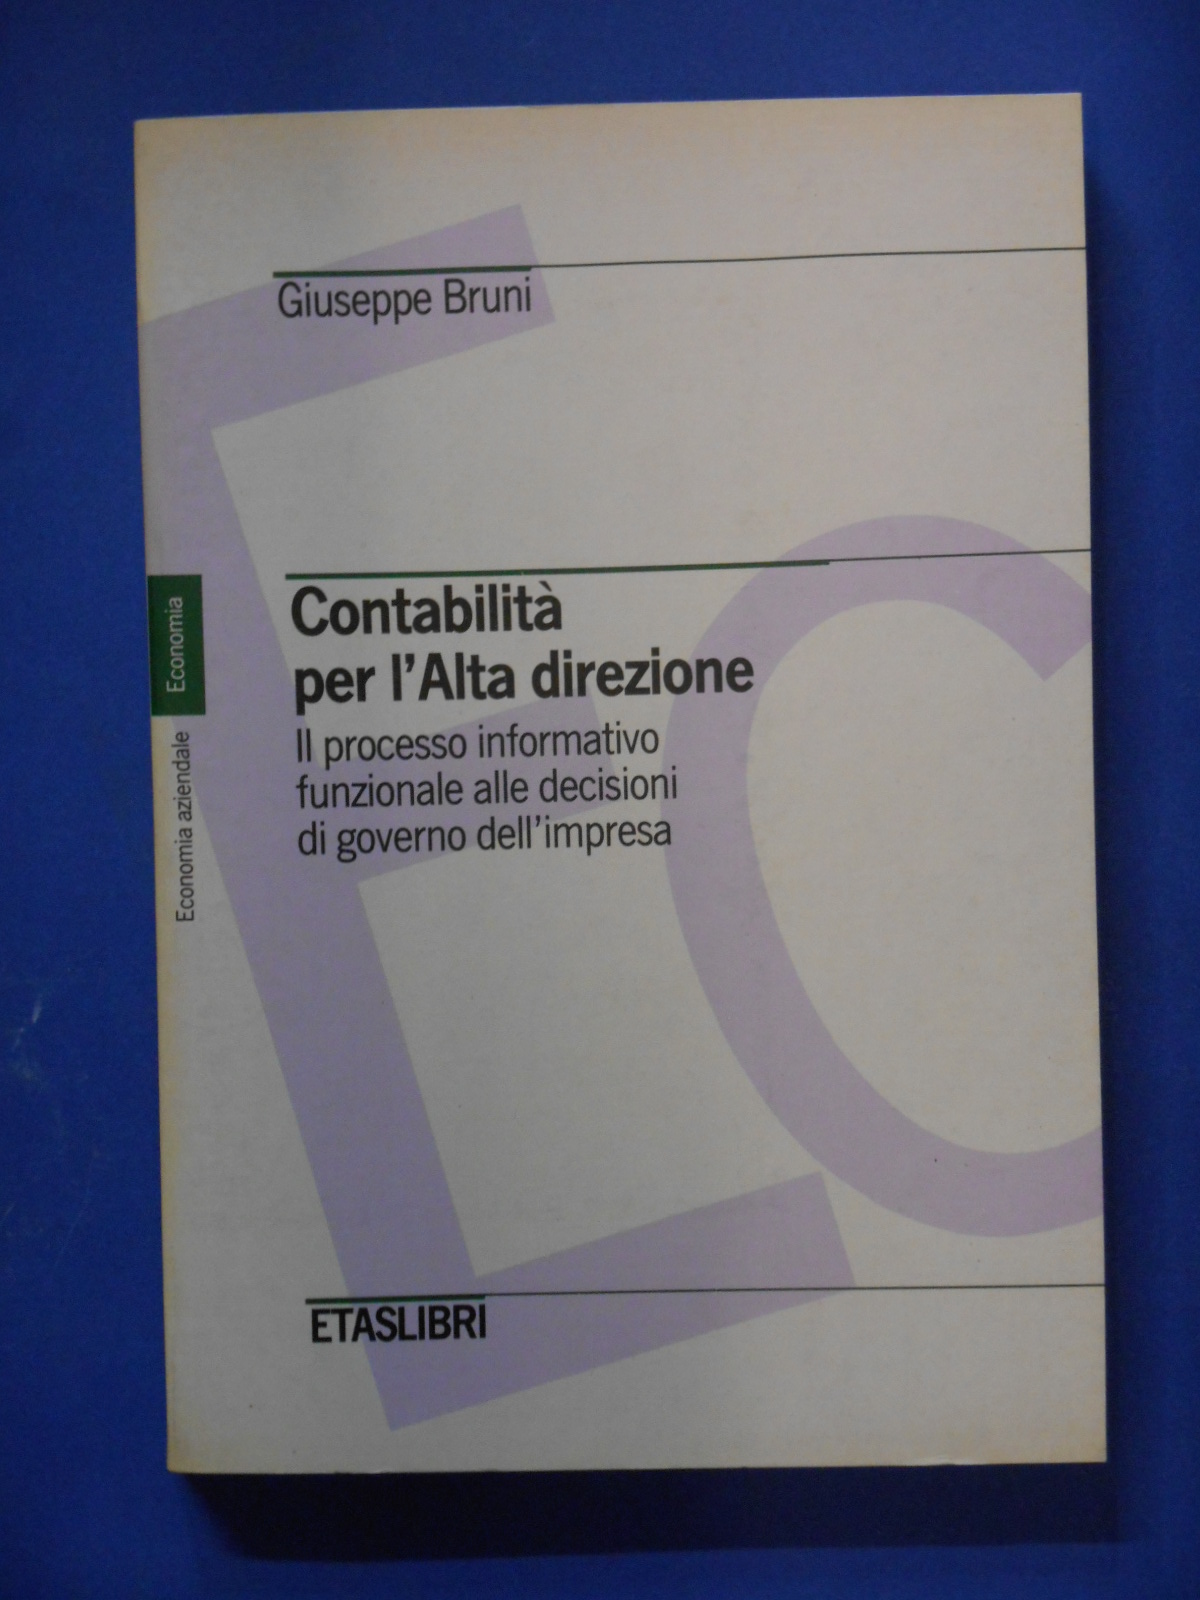 Giuseppe Bruni
Contabilità
per l'Alta direzione
Il processo informativo
funzionale alle decisioni
di governo dell'impresa
Economia
Economia aziendale
ETASLIBRI
EC